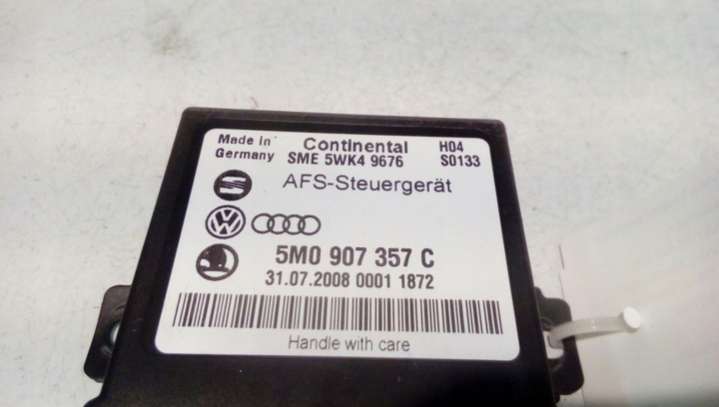 Made in
Germany
Continental
SME 5WK4 9676
H04
S0133
AFS-Steuergerät
5M0 907 357 C
31.07.2008 0001 1872
Handle with care